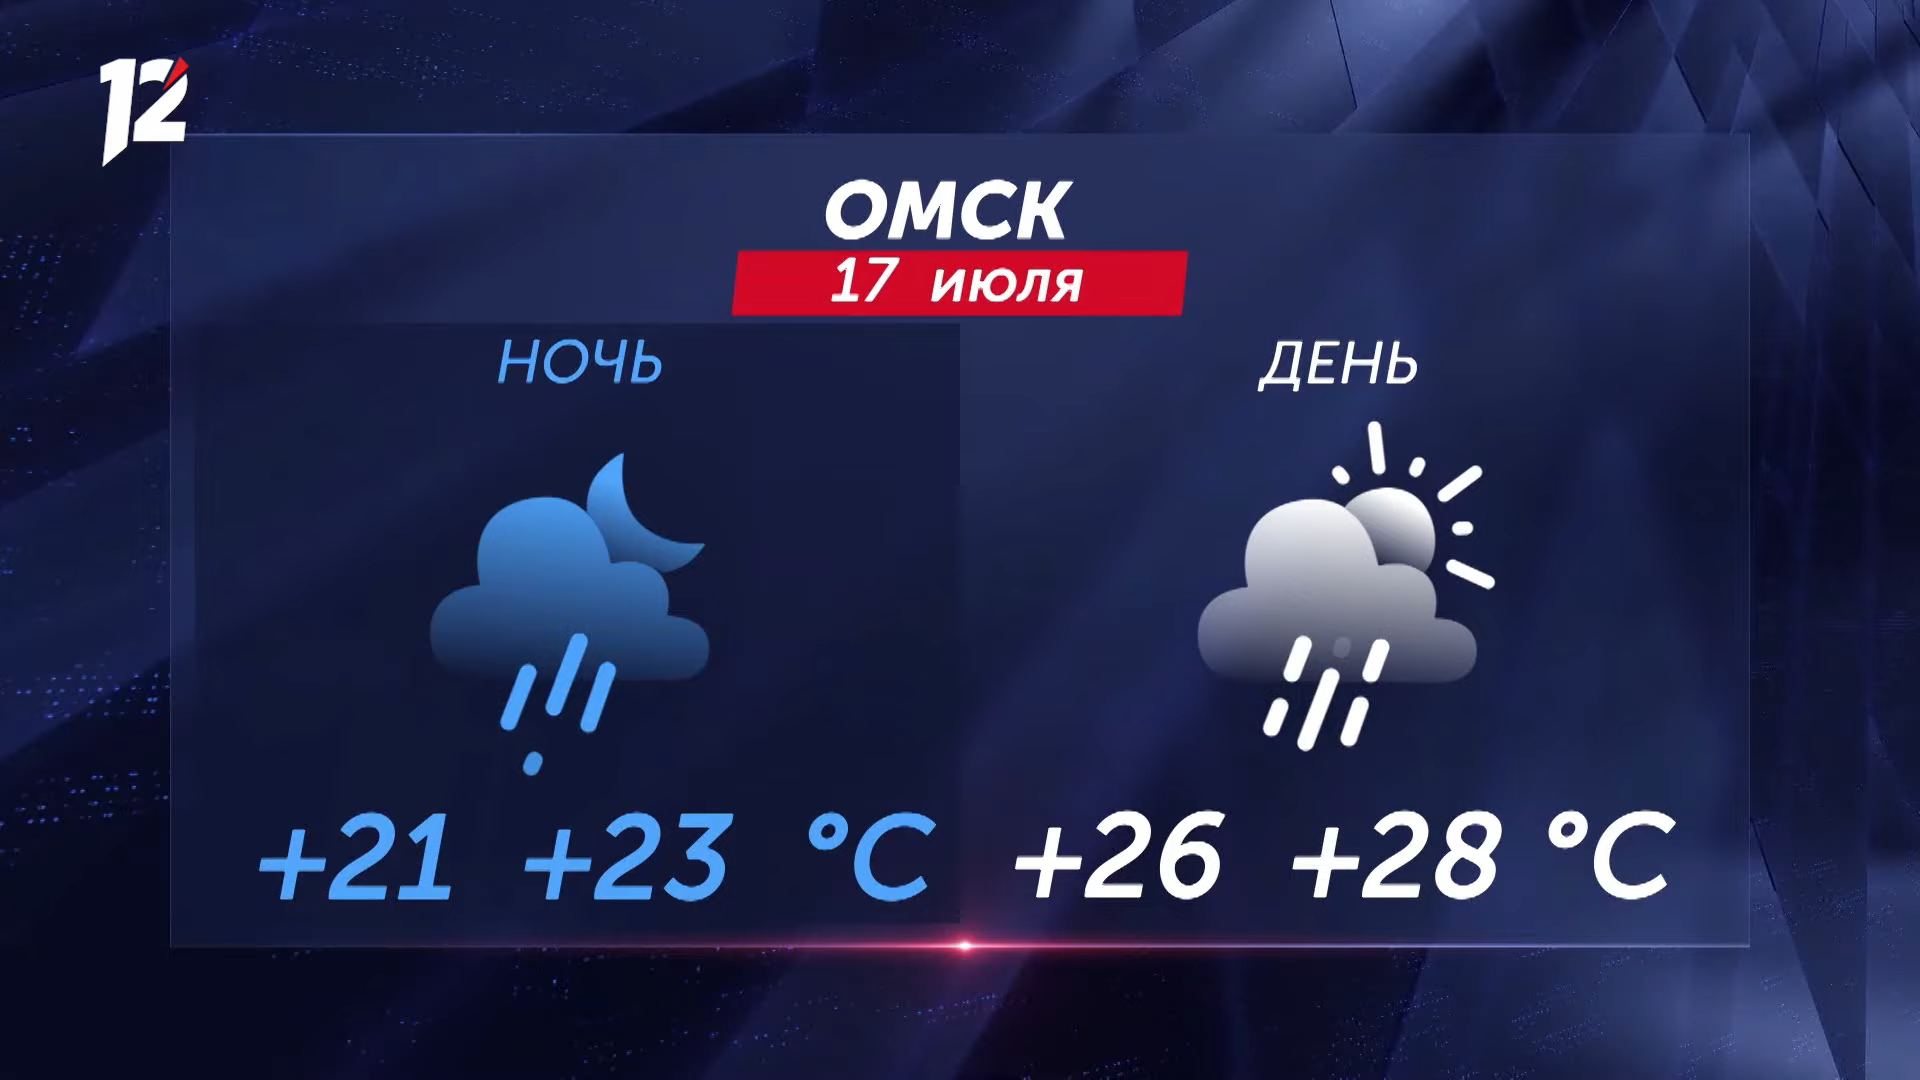 12
ОМСК
17 июля
НОЧЬ
ДЕНЬ
+21 +23 °C
+26 +28 °C